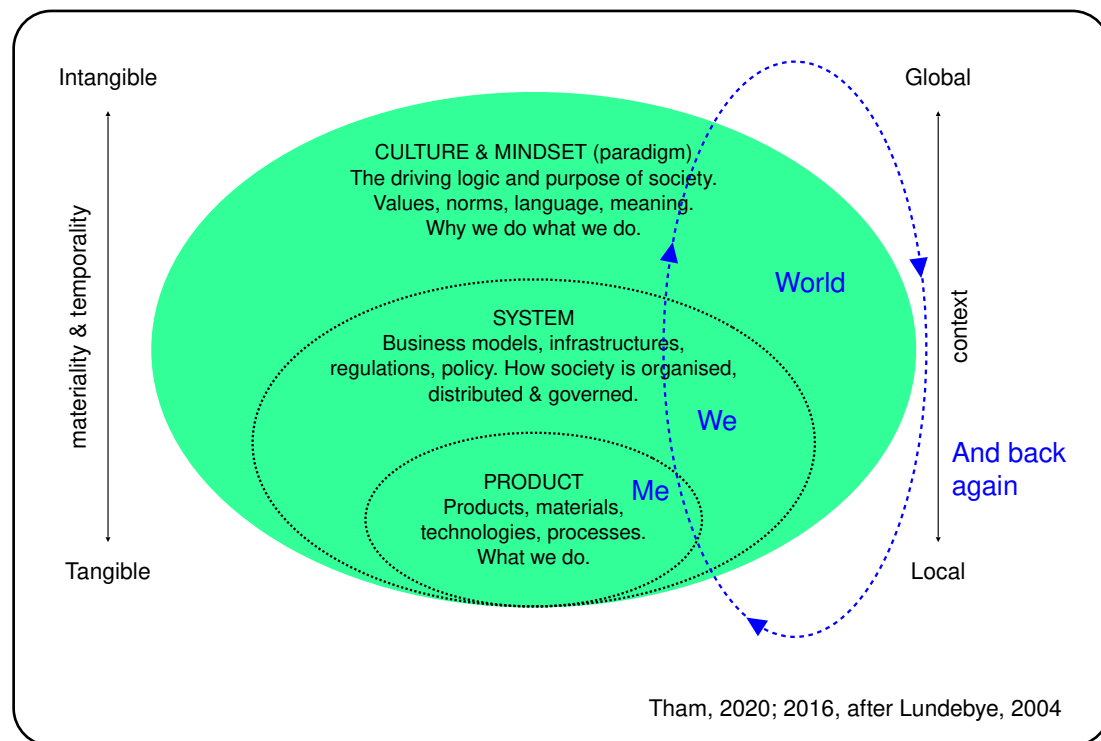 Intangible
Global
CULTURE & MINDSET (paradigm)
The driving logic and purpose of society.
Values, norms, language, meaning.
Why we do what we do.
materiality & temporality
World
context
SYSTEM
Business models, infrastructures,
regulations, policy. How society is organised,
distributed & governed.
We
And back
again
PRODUCT
Me
Products, materials,
technologies, processes.
What we do.
Tangible
Local
Tham, 2020; 2016, after Lundebye, 2004